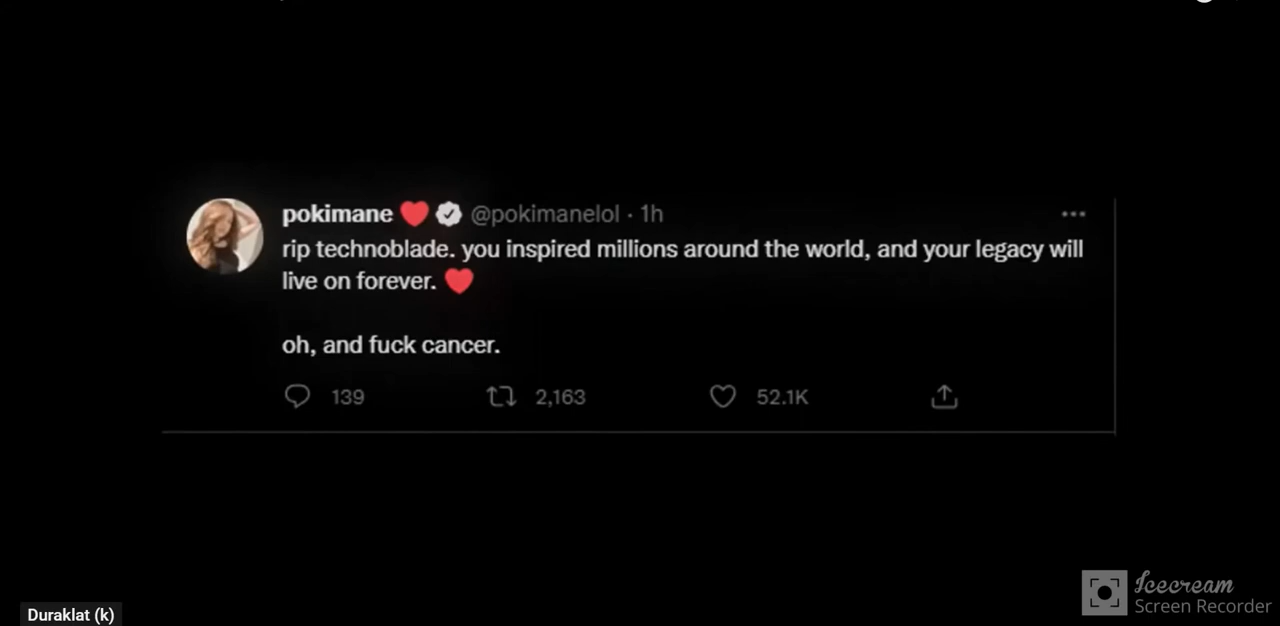 pokimane ❤️ @pokimanelol · 1h
rip technoblade. you inspired millions around the world, and your legacy will
live on forever. ❤️
oh, and fuck cancer.
139 2,163 52.1K
Icecream
Screen Recorder
Duraklat (k)